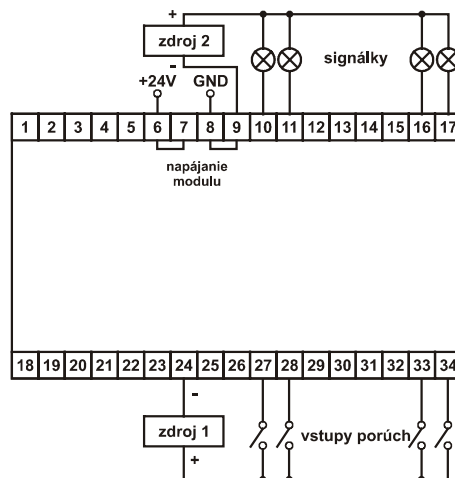 +
zdroj 2
-
signálky
+24V GND
1 2 3 4 5 6 7 8 9 10 11 12 13 14 15 16 17
napájanie
modulu
18 19 20 21 22 23 24 25 26 27 28 29 30 31 32 33 34
-
zdroj 1
vstupy porúch
+